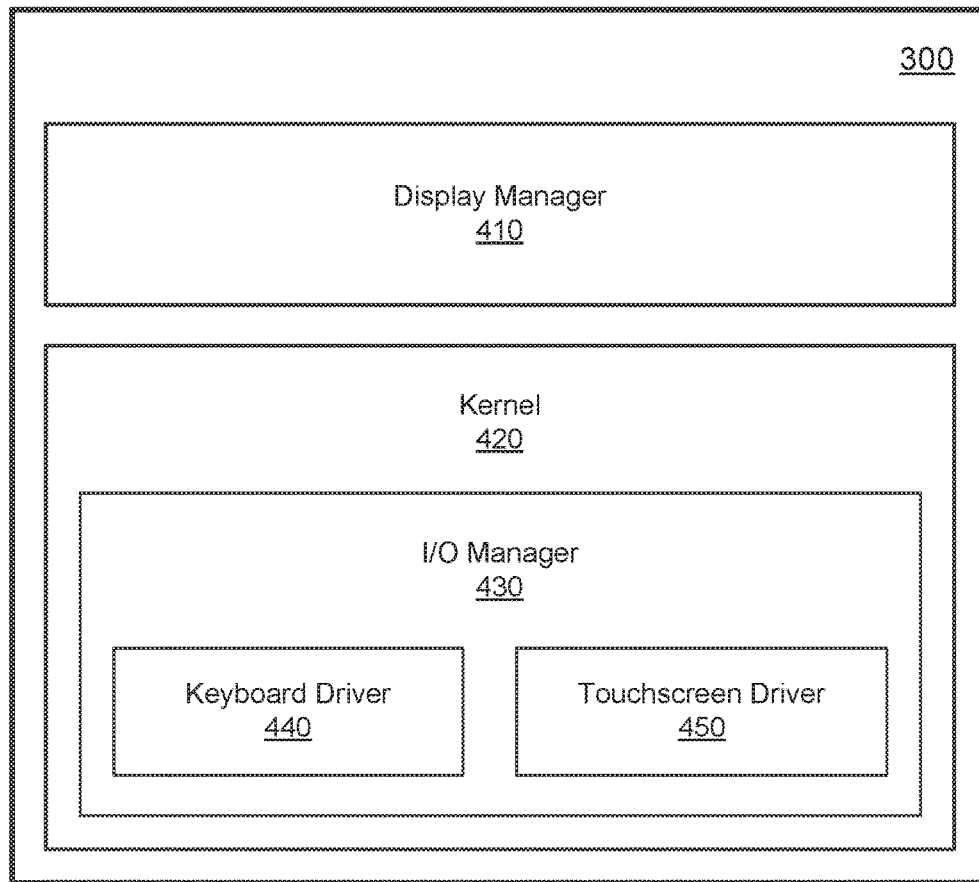 300
Display Manager
410
Kernel
420
I/O Manager
430
Keyboard Driver
440
Touchscreen Driver
450